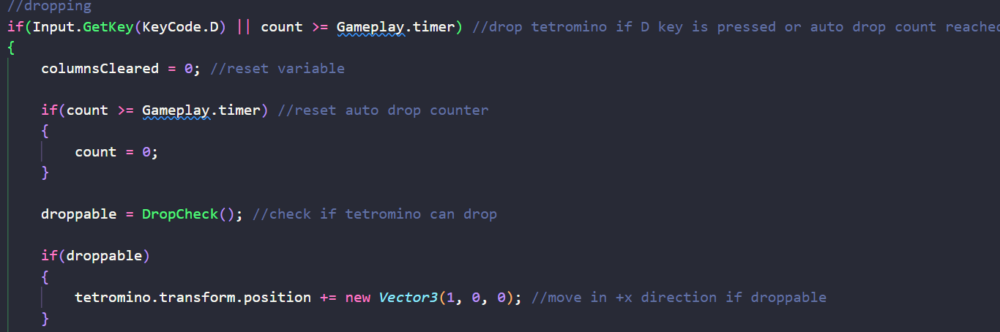 //dropping
if(Input.GetKey(KeyCode.D) || count >= Gameplay.timer) //drop tetromino if D key is pressed or auto drop count reached
{
columnsCleared = 0; //reset variable
if(count >= Gameplay.timer) //reset auto drop counter
{
count = 0;
}
droppable = DropCheck(); //check if tetromino can drop
if(droppable)
{
tetromino.transform.position += new Vector3(1, 0, 0); //move in +x direction if droppable
}